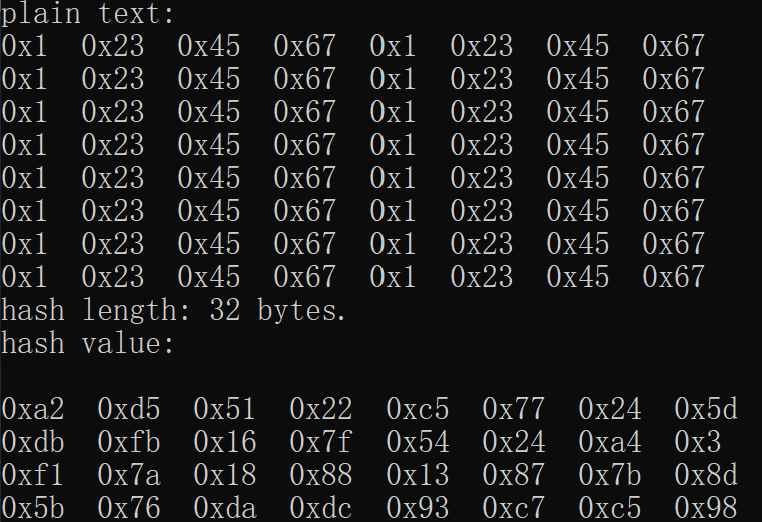 plain text:
0x1 0x23 0x45 0x67 0x1 0x23 0x45 0x67
0x1 0x23 0x45 0x67 0x1 0x23 0x45 0x67
0x1 0x23 0x45 0x67 0x1 0x23 0x45 0x67
0x1 0x23 0x45 0x67 0x1 0x23 0x45 0x67
0x1 0x23 0x45 0x67 0x1 0x23 0x45 0x67
0x1 0x23 0x45 0x67 0x1 0x23 0x45 0x67
0x1 0x23 0x45 0x67 0x1 0x23 0x45 0x67
0x1 0x23 0x45 0x67 0x1 0x23 0x45 0x67
hash length: 32 bytes.
hash value:
0xa2 0xd5 0x51 0x22 0xc5 0x77 0x24 0x5d
0xdb 0xfb 0x16 0x7f 0x54 0x24 0xa4 0x3
0xf1 0x7a 0x18 0x88 0x13 0x87 0x7b 0x8d
0x5b 0x76 0xda 0xdc 0x93 0xc7 0xc5 0x98